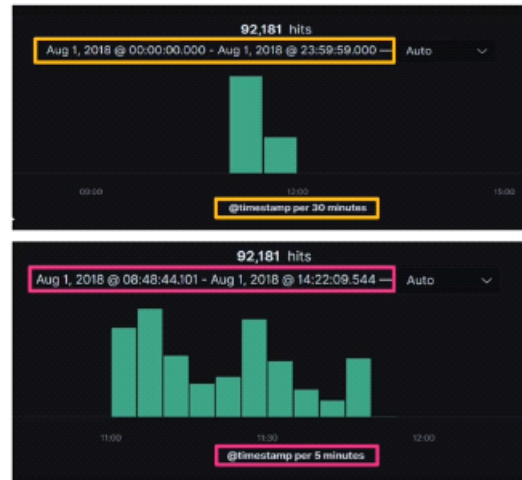 92,181 hits
Aug 1, 2018 @ 00:00:00.000 - Aug 1, 2018 @ 23:59:59.000 — Auto
09:00 12:00 15:00
@timestamp per 30 minutes
92,181 hits
Aug 1, 2018 @ 08:48:44.101 - Aug 1, 2018 @ 14:22:09.544 — Auto
11:00 11:30 12:00
@timestamp per 5 minutes